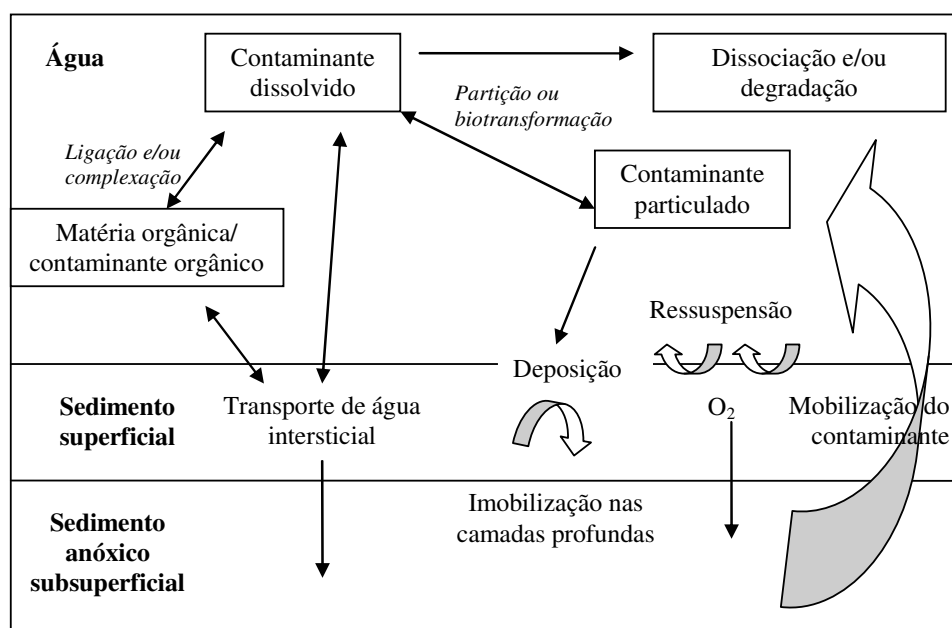 Água
Contaminante
dissolvido
Dissociação e/ou
degradação
Partição ou
biotransformação
Ligação e/ou
complexação
Contaminante
particulado
Matéria orgânica/
contaminante orgânico
Ressuspensão
Deposição
Sedimento
superficial
Transporte de água
intersticial
O₂
Mobilização do
contaminante
Sedimento
anóxico
subsuperficial
Imobilização nas
camadas profundas